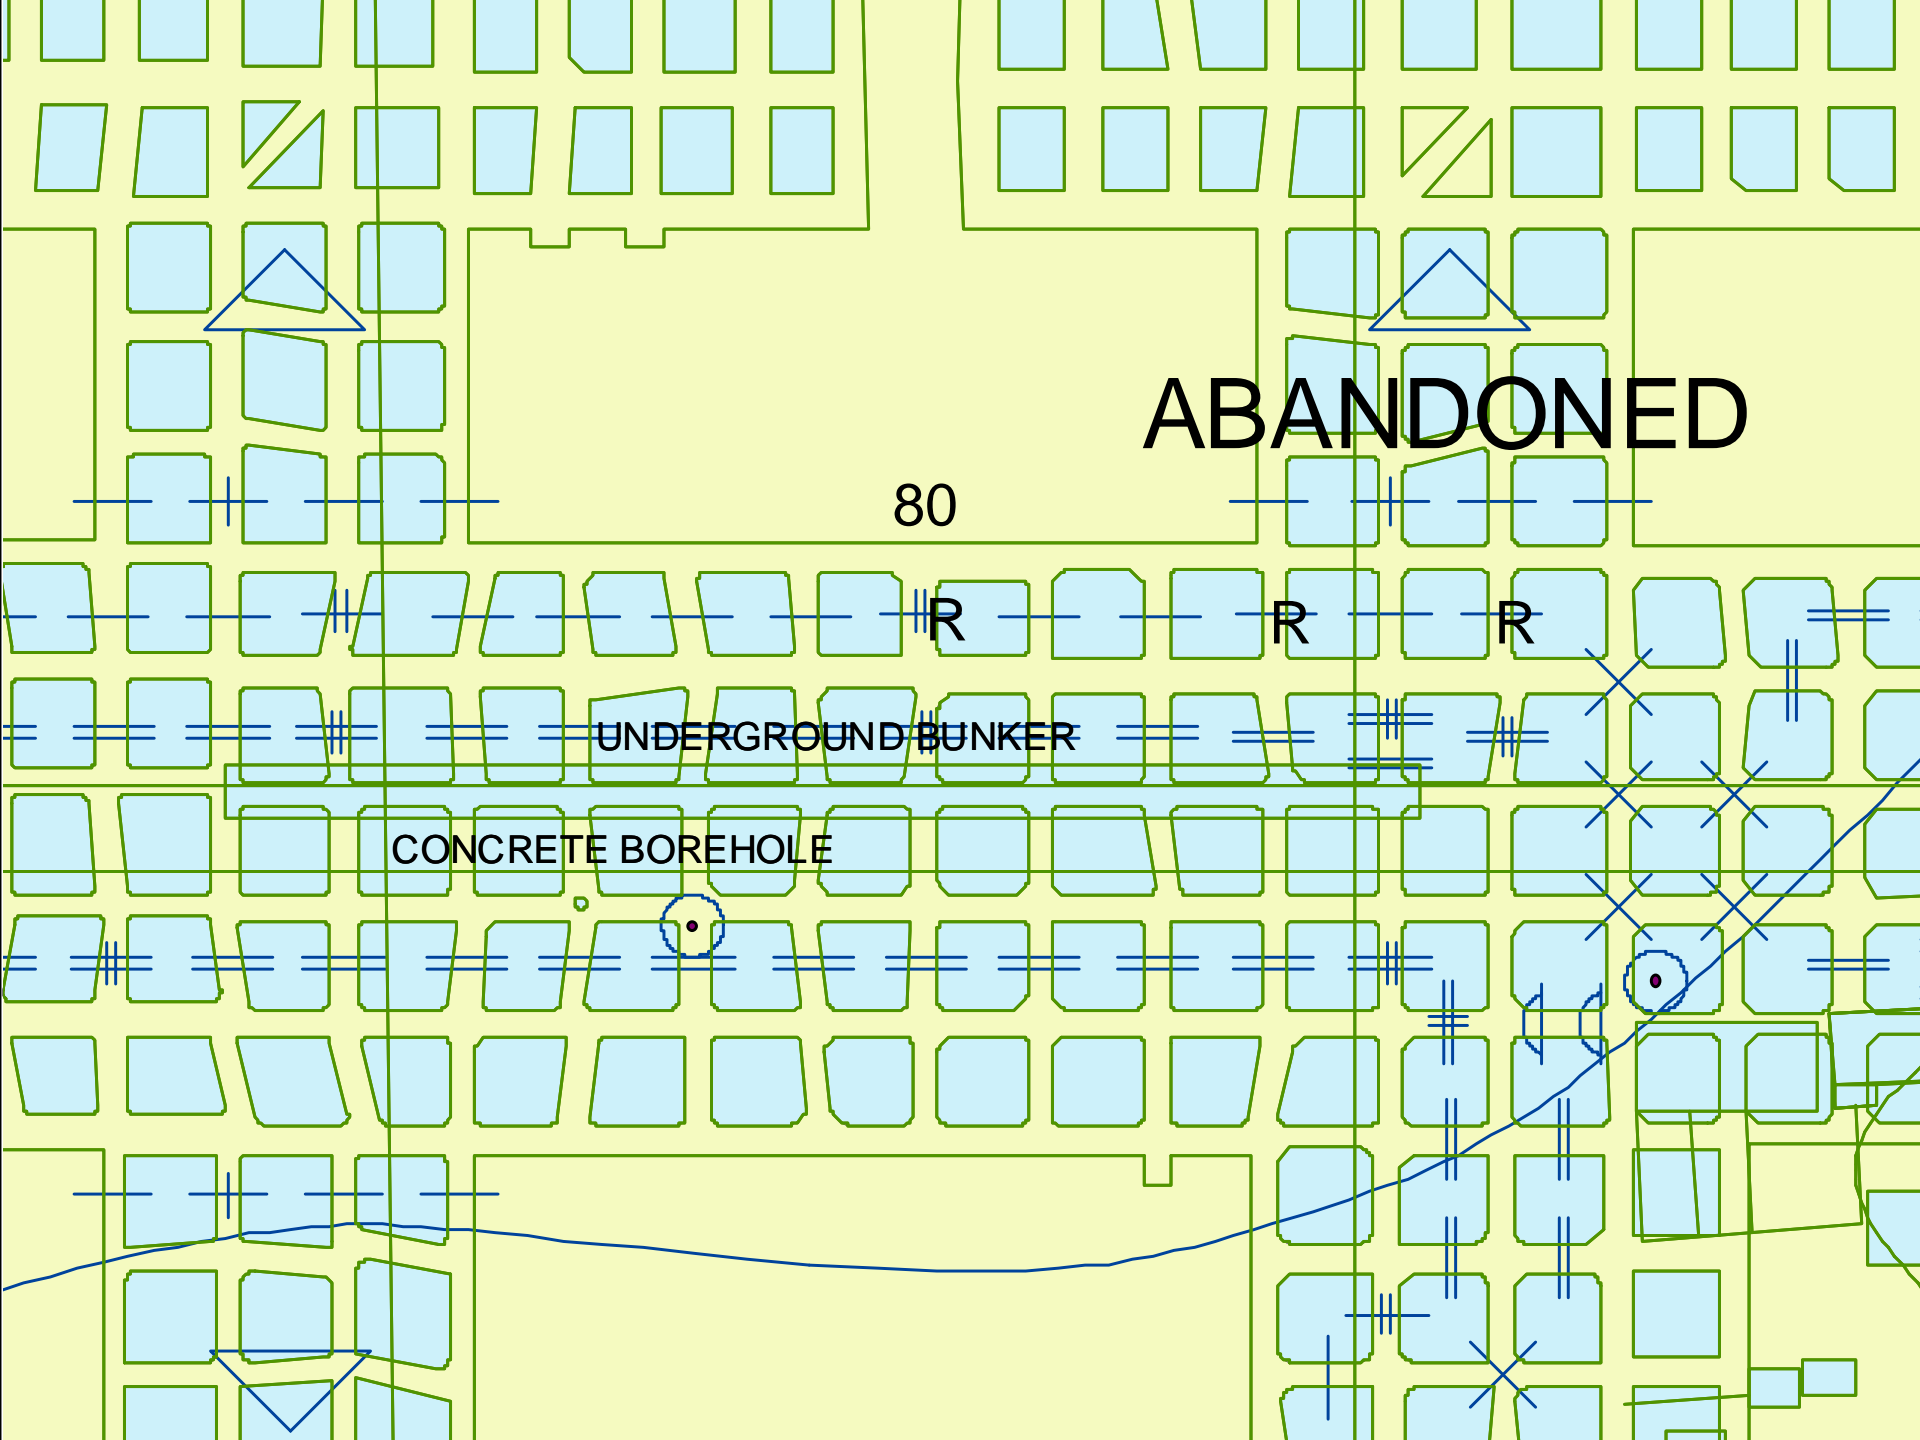 ABANDONED
80
R R R
UNDERGROUND BUNKER
CONCRETE BOREHOLE